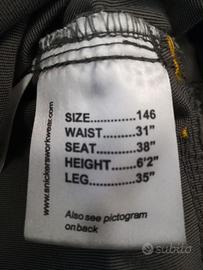 SIZE.............146
WAIST..........31"
SEAT............38"
HEIGHT.......6'2"
LEG.............35"
Also see pictogram
on back
www.snickersworkwear.com
subito